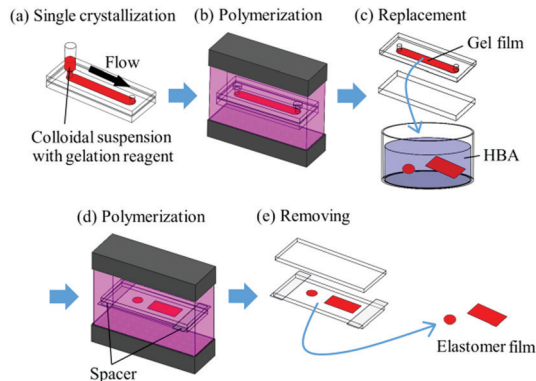 (a) Single crystallization
Flow
Colloidal suspension
with gelation reagent
(b) Polymerization
(c) Replacement
Gel film
HBA
(d) Polymerization
Spacer
(e) Removing
Elastomer film